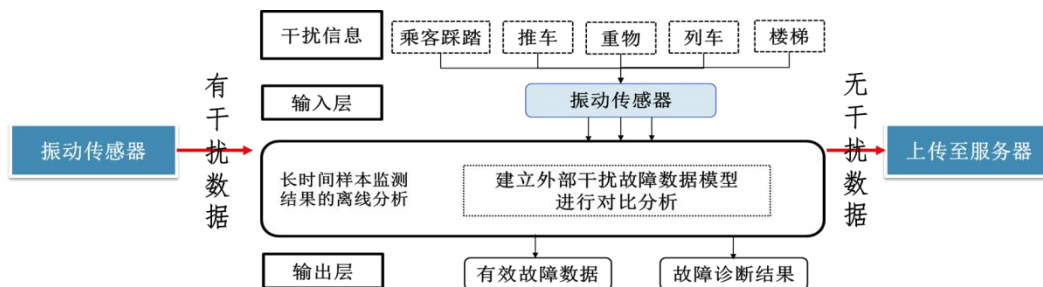 干扰信息
乘客踩踏
推车
重物
列车
楼梯
输入层
振动传感器
振动传感器
有干扰数据
长时间样本监测
结果的离线分析
建立外部干扰故障数据模型
进行对比分析
无干扰数据
上传至服务器
输出层
有效故障数据
故障诊断结果